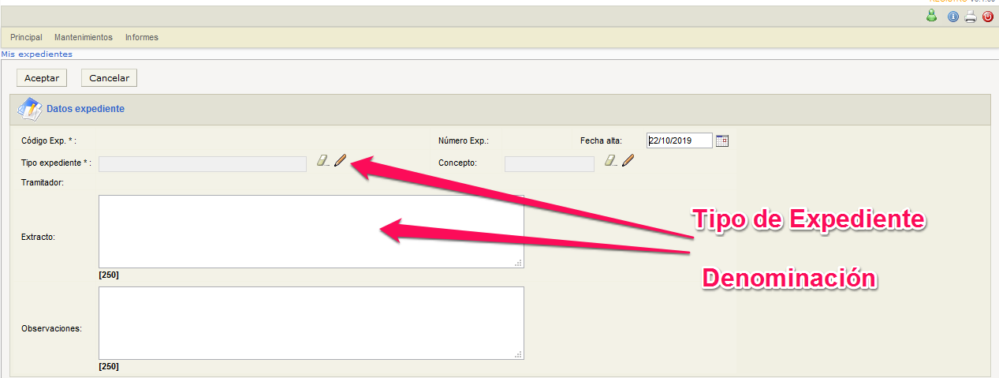 Principal Mantenimientos Informes
Mis expedientes
Aceptar Cancelar
Datos expediente
Código Exp. * : Número Exp.: Fecha alta: 22/10/2019
Tipo expediente * : Concepto:
Tramitador:
Tipo de Expediente
Extracto:
Denominación
[250]
Observaciones:
[250]